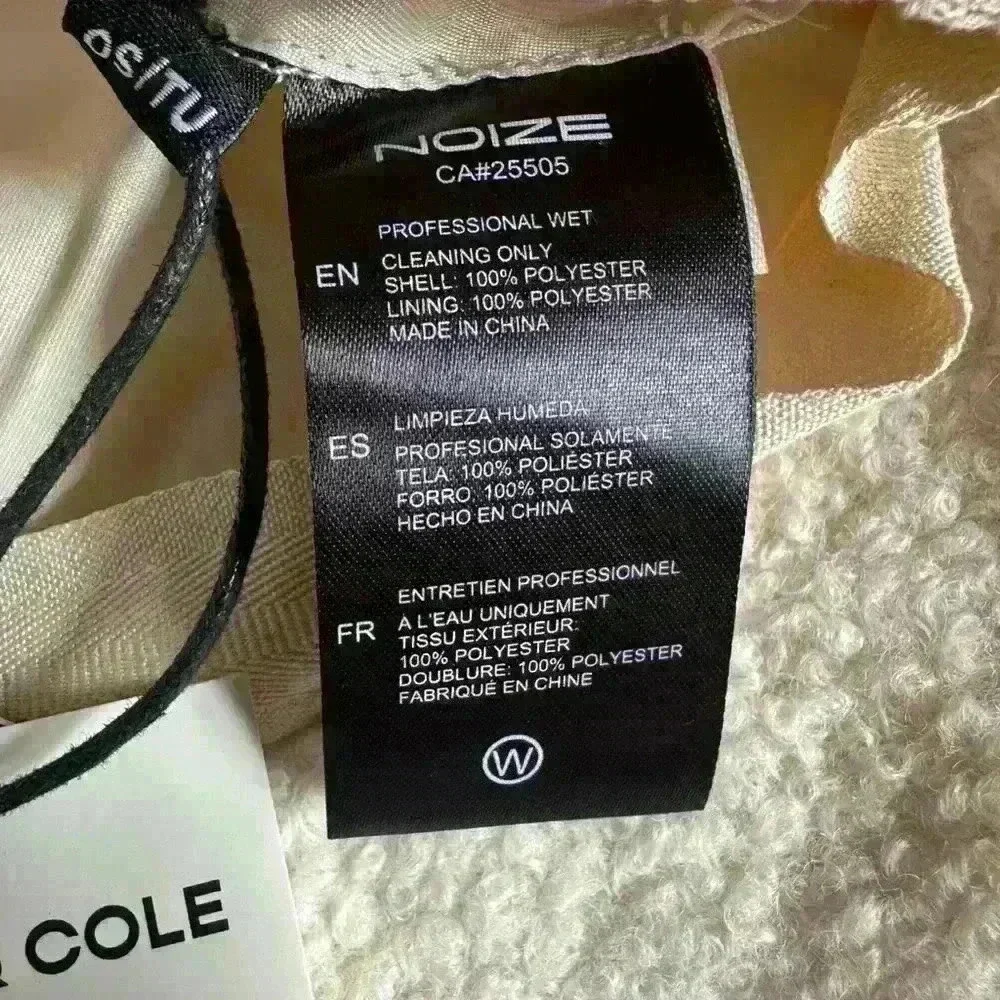 OS/TU
NOIZE
CA#25505
EN
PROFESSIONAL WET
CLEANING ONLY
SHELL: 100% POLYESTER
LINING: 100% POLYESTER
MADE IN CHINA
ES
LIMPIEZA HUMEDA
PROFESIONAL SOLAMENTE
TELA: 100% POLIÉSTER
FORRO: 100% POLIÉSTER
HECHO EN CHINA
FR
ENTRETIEN PROFESSIONNEL
A L'EAU UNIQUEMENT
TISSU EXTÉRIEUR:
100% POLYESTER
DOUBLURE: 100% POLYESTER
FABRIQUÉ EN CHINE
W
COLE